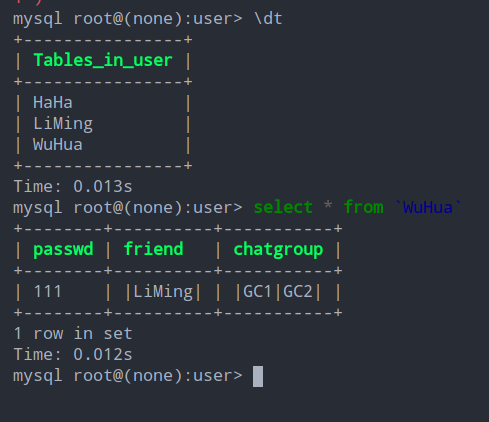 mysql root@(none):user> \dt
+----------------+
| Tables_in_user |
+----------------+
| HaHa           |
| LiMing         |
| WuHua          |
+----------------+
Time: 0.013s
mysql root@(none):user> select * from `WuHua`
+--------+----------+-----------+
| passwd | friend   | chatgroup |
+--------+----------+-----------+
| 111    | |LiMing| | |GC1|GC2| |
+--------+----------+-----------+
1 row in set
Time: 0.012s
mysql root@(none):user>